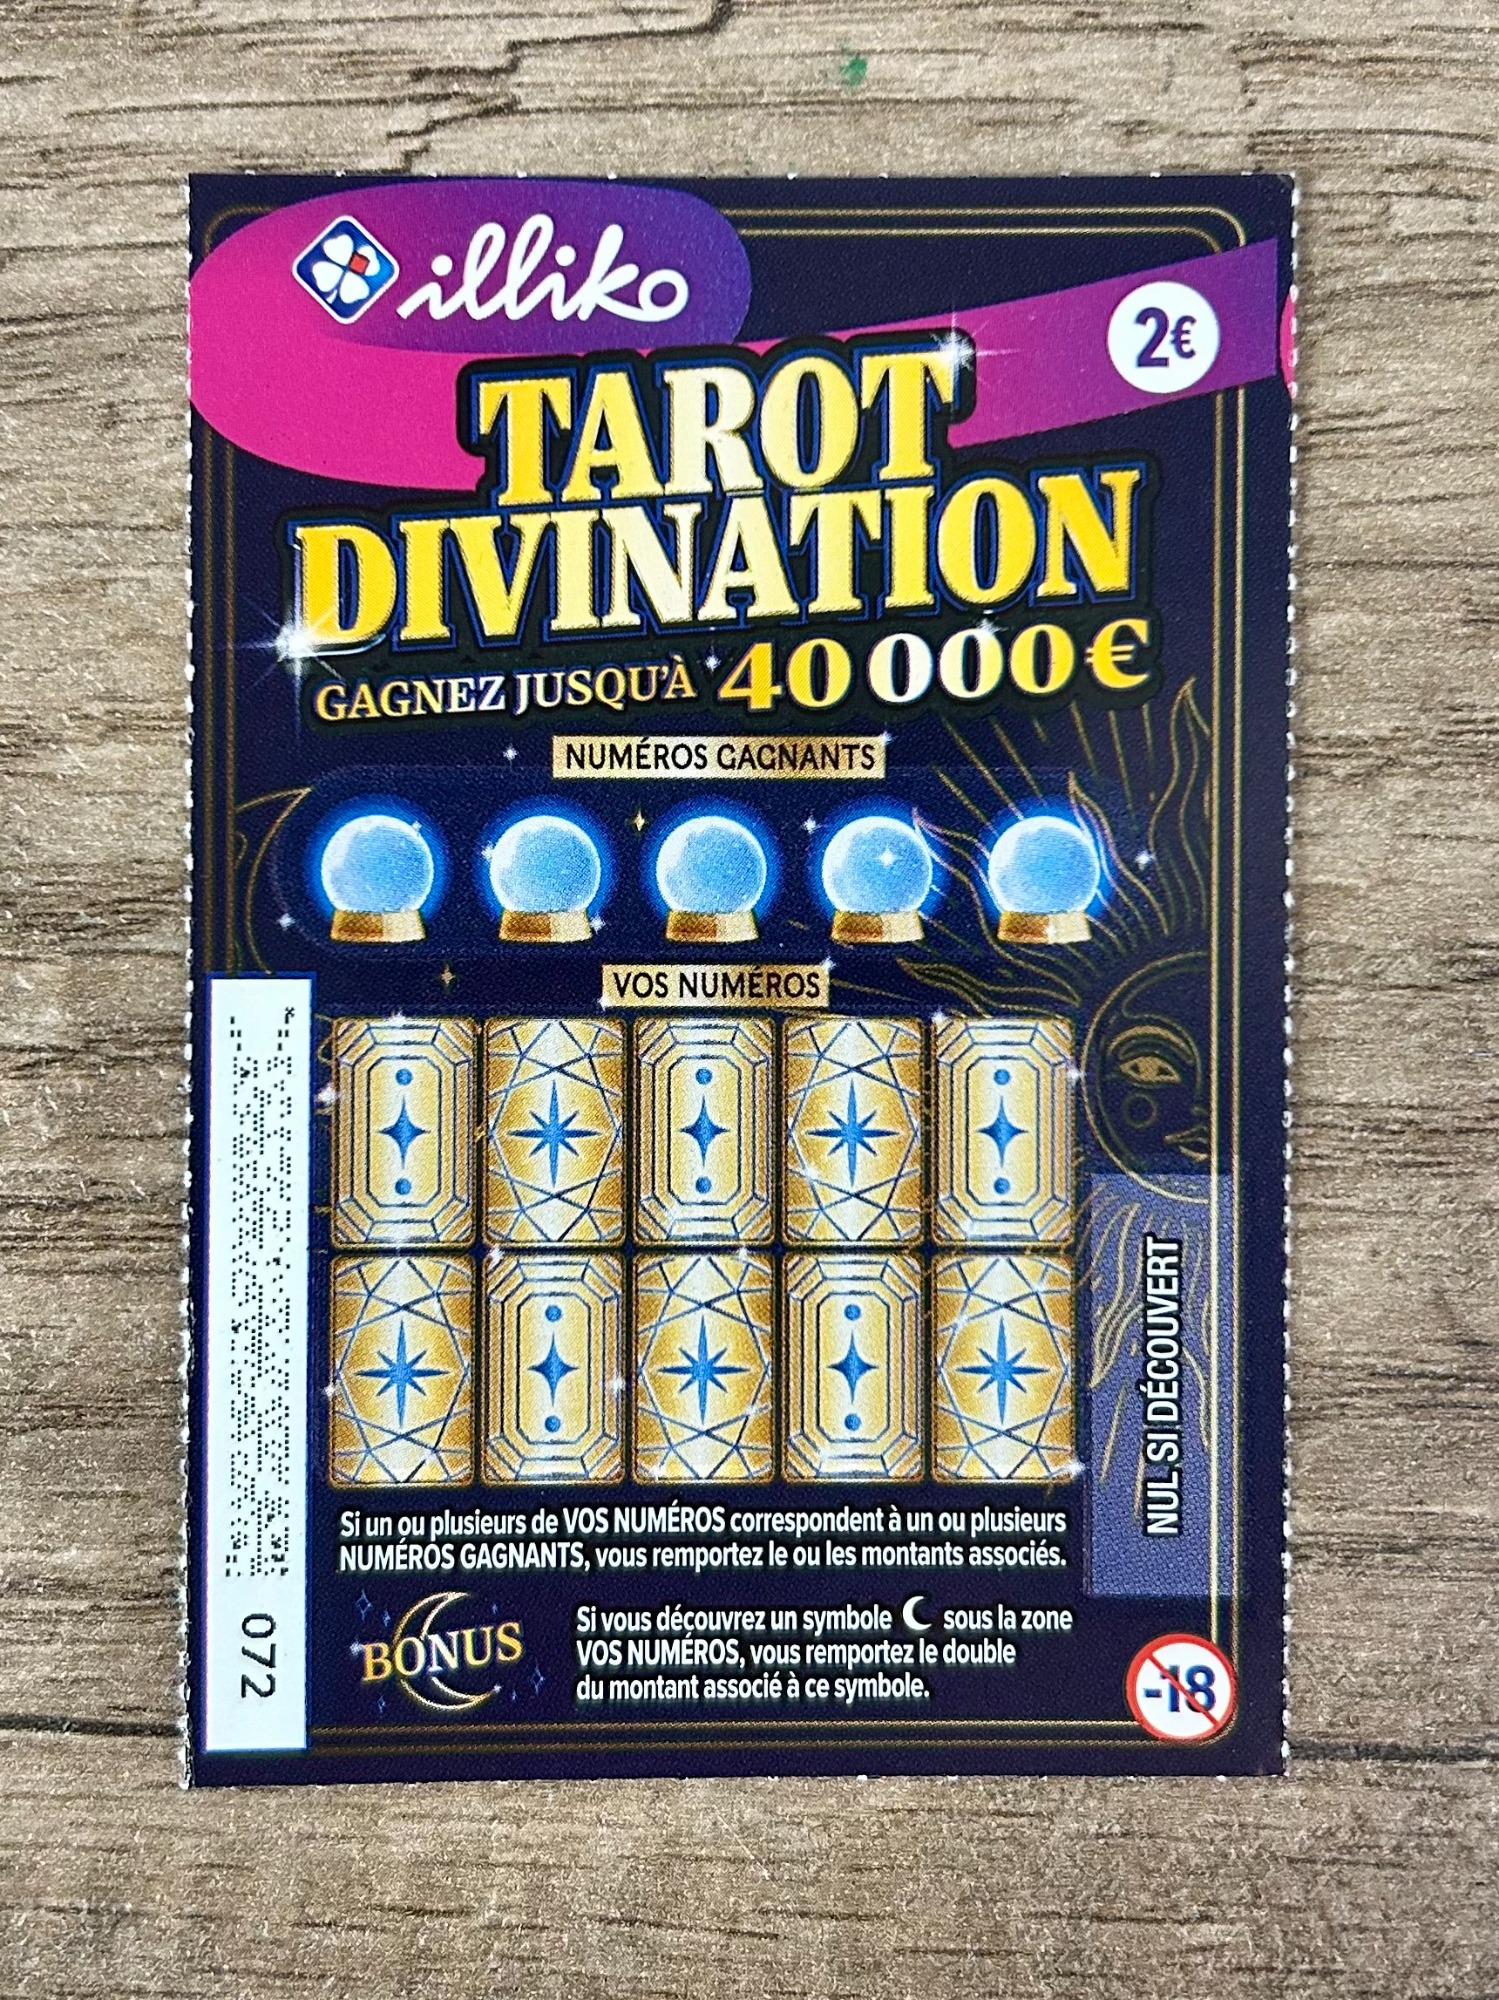 illiko
2€
TAROT
DIVINATION
GAGNEZ JUSQU'À 40 000 €
NUMÉROS GAGNANTS
VOS NUMÉROS
NUL SI DÉCOUVERT
Si un ou plusieurs de VOS NUMÉROS correspondent à un ou plusieurs
NUMÉROS GAGNANTS, vous remportez le ou les montants associés.
BONUS
Si vous découvrez un symbole sous la zone
VOS NUMÉROS, vous remportez le double
du montant associé à ce symbole.
-18
072